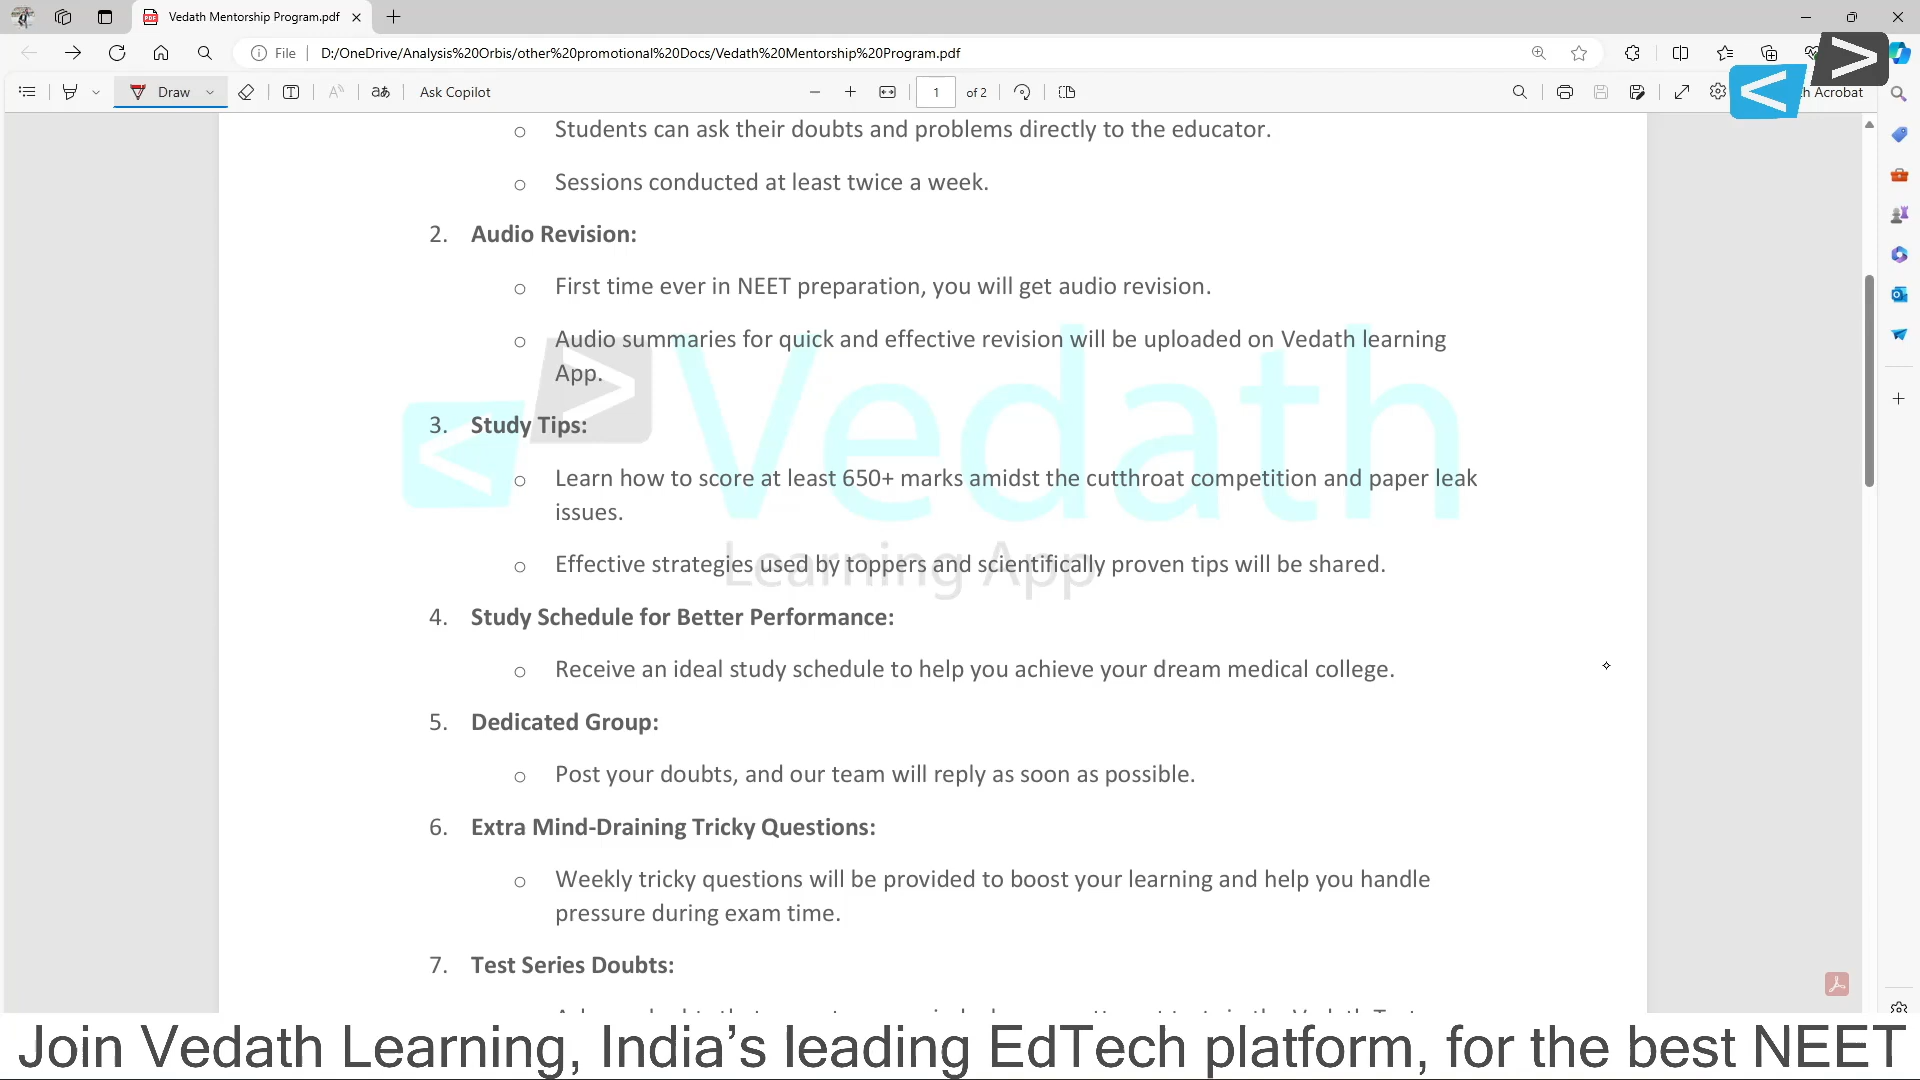 Vedath Mentorship Program.pdf
File
D:/OneDrive/Analysis%20Orbis/other%20promotional%20Docs/Vedath%20Mentorship%20Program.pdf
Draw
Ask Copilot
1 of 2
Acrobat
○ Students can ask their doubts and problems directly to the educator.
○ Sessions conducted at least twice a week.
2. Audio Revision:
○ First time ever in NEET preparation, you will get audio revision.
○ Audio summaries for quick and effective revision will be uploaded on Vedath learning
App.
3. Study Tips:
○ Learn how to score at least 650+ marks amidst the cutthroat competition and paper leak
issues.
○ Effective strategies used by toppers and scientifically proven tips will be shared.
4. Study Schedule for Better Performance:
○ Receive an ideal study schedule to help you achieve your dream medical college.
5. Dedicated Group:
○ Post your doubts, and our team will reply as soon as possible.
6. Extra Mind-Draining Tricky Questions:
○ Weekly tricky questions will be provided to boost your learning and help you handle
pressure during exam time.
7. Test Series Doubts:
Vedath
Learning App
Join Vedath Learning, India’s leading EdTech platform, for the best NEET